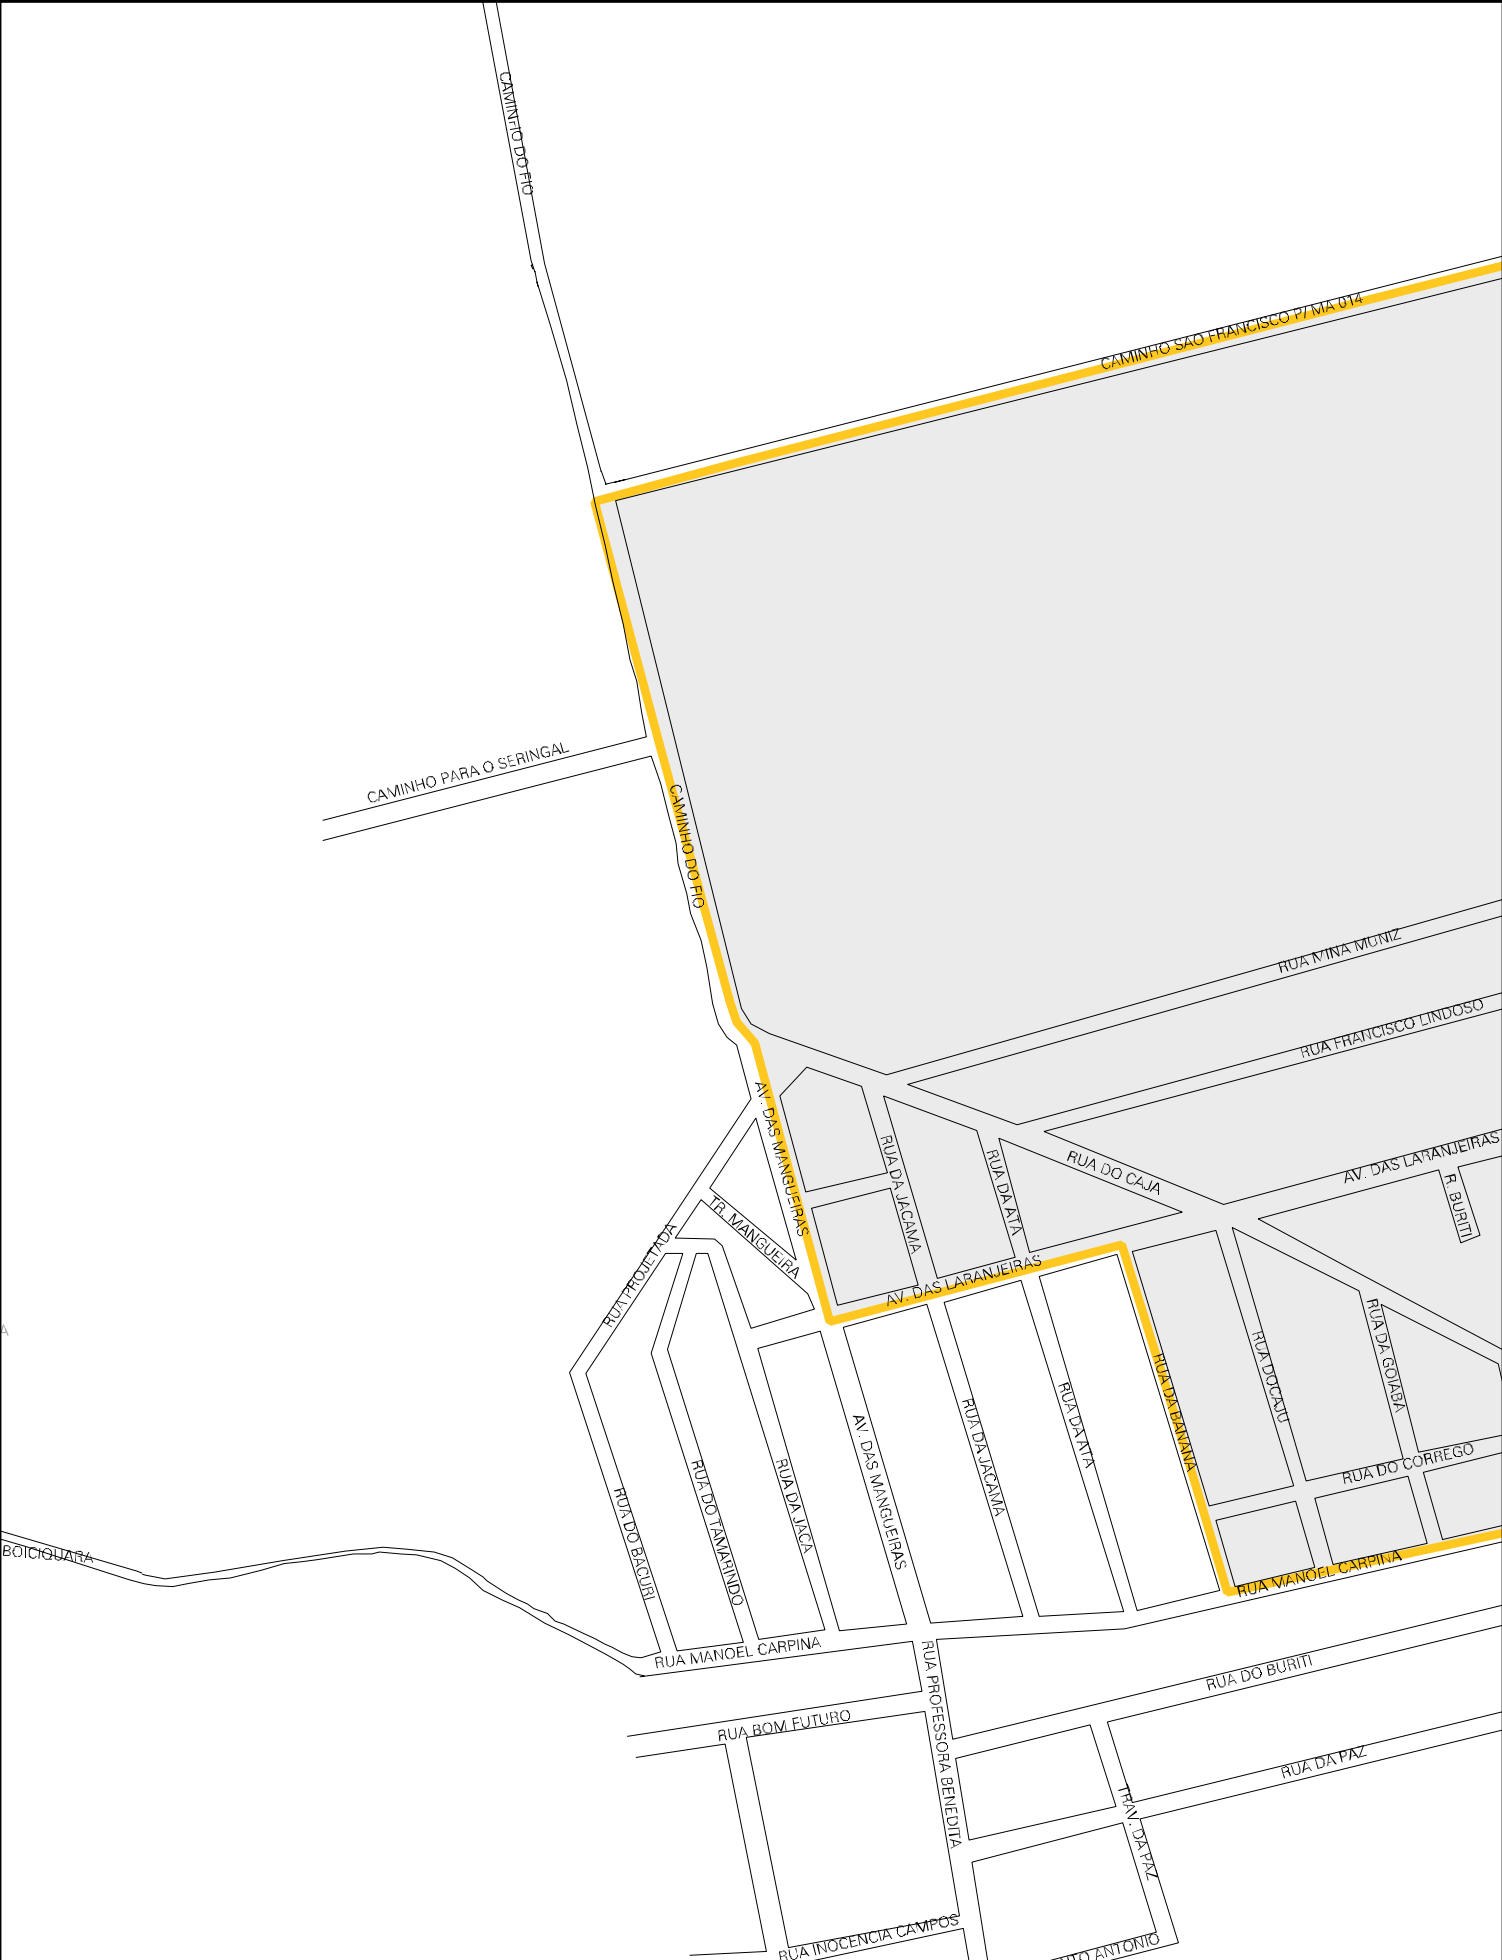 CAMINHO DO FIO
CAMINHO SAO FRANCISCO P/ MA 014
CAMINHO PARA O SERINGAL
CAMINHO DO FIO
RUA MINA MUNIZ
RUA FRANCISCO LINDOSO
AV. DAS MANGUEIRAS
RUA DA JACAMA
RUA DA ATA
RUA DO CAJA
AV. DAS LARANJEIRAS
R. BURITI
TR. MANGUEIRA
RUA PROJETADA
AV. DAS LARANJEIRAS
A
RUA DA BANANA
RUA DOCAJU
RUA DA GOIABA
RUA DO CORREGO
RUA DO BACURI
RUA DO TAMARINDO
RUA DA JACA
AV. DAS MANGUEIRAS
RUA DA JACAMA
RUA DA ATA
BOICIQUARA
RUA MANOEL CARPINA
RUA MANOEL CARPINA
RUA PROFESSORA BENEDITA
RUA DO BURITI
RUA BOM FUTURO
RUA DA PAZ
TRAV. DA PAZ
RUA INOCENCIA CAMPOS
ANTONIO